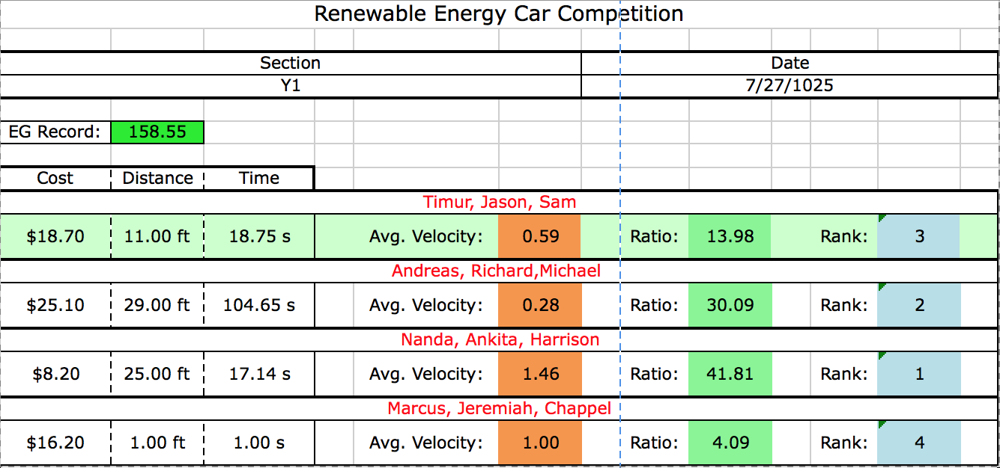 Renewable Energy Car Competition
Section Date
Y1 7/27/1025
EG Record: 158.55
Cost Distance Time
Timur, Jason, Sam
$18.70 11.00 ft 18.75 s Avg. Velocity: 0.59 Ratio: 13.98 Rank: 3
Andreas, Richard,Michael
$25.10 29.00 ft 104.65 s Avg. Velocity: 0.28 Ratio: 30.09 Rank: 2
Nanda, Ankita, Harrison
$8.20 25.00 ft 17.14 s Avg. Velocity: 1.46 Ratio: 41.81 Rank: 1
Marcus, Jeremiah, Chappel
$16.20 1.00 ft 1.00 s Avg. Velocity: 1.00 Ratio: 4.09 Rank: 4